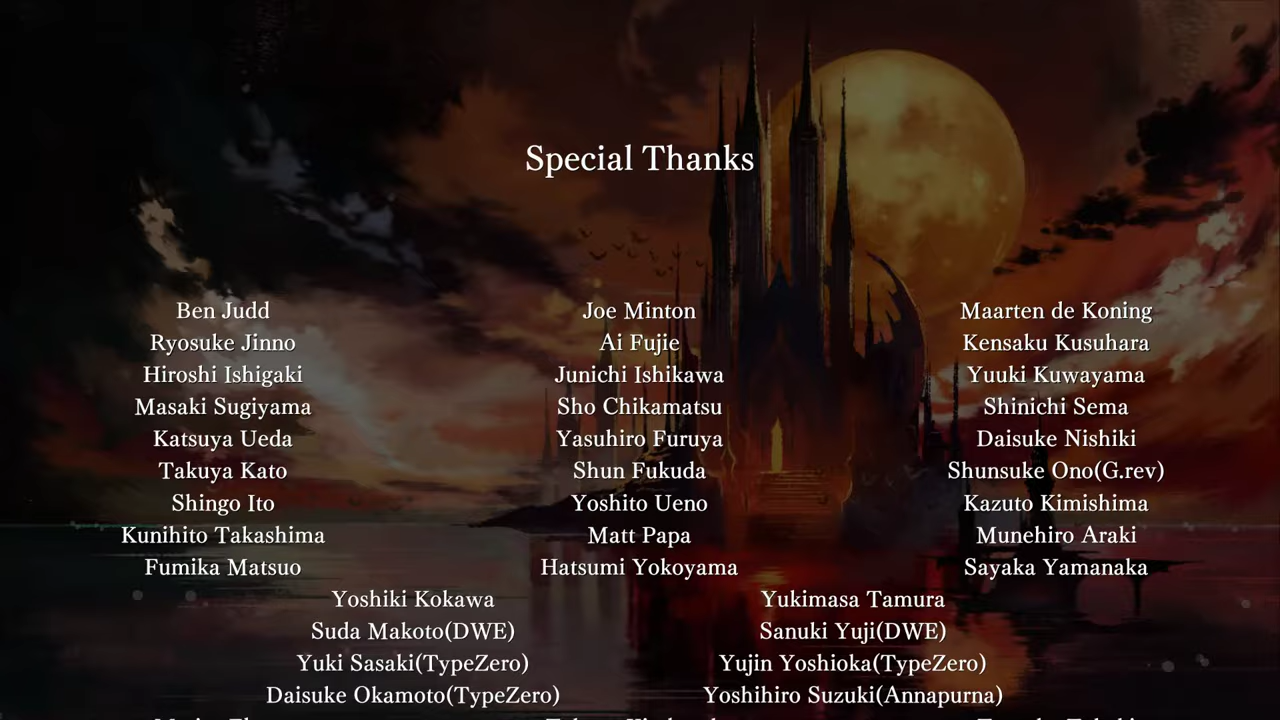 Special Thanks
Ben Judd Joe Minton Maarten de Koning
Ryosuke Jinno Ai Fujie Kensaku Kusuhara
Hiroshi Ishigaki Junichi Ishikawa Yuuki Kuwayama
Masaki Sugiyama Sho Chikamatsu Shinichi Sema
Katsuya Ueda Yasuhiro Furuya Daisuke Nishiki
Takuya Kato Shun Fukuda Shunsuke Ono(G.rev)
Shingo Ito Yoshito Ueno Kazuto Kimishima
Kunihito Takashima Matt Papa Munehiro Araki
Fumika Matsuo Hatsumi Yokoyama Sayaka Yamanaka
Yoshiki Kokawa Yukimasa Tamura
Suda Makoto(DWE) Sanuki Yuji(DWE)
Yuki Sasaki(TypeZero) Yujin Yoshioka(TypeZero)
Daisuke Okamoto(TypeZero) Yoshihiro Suzuki(Annapurna)